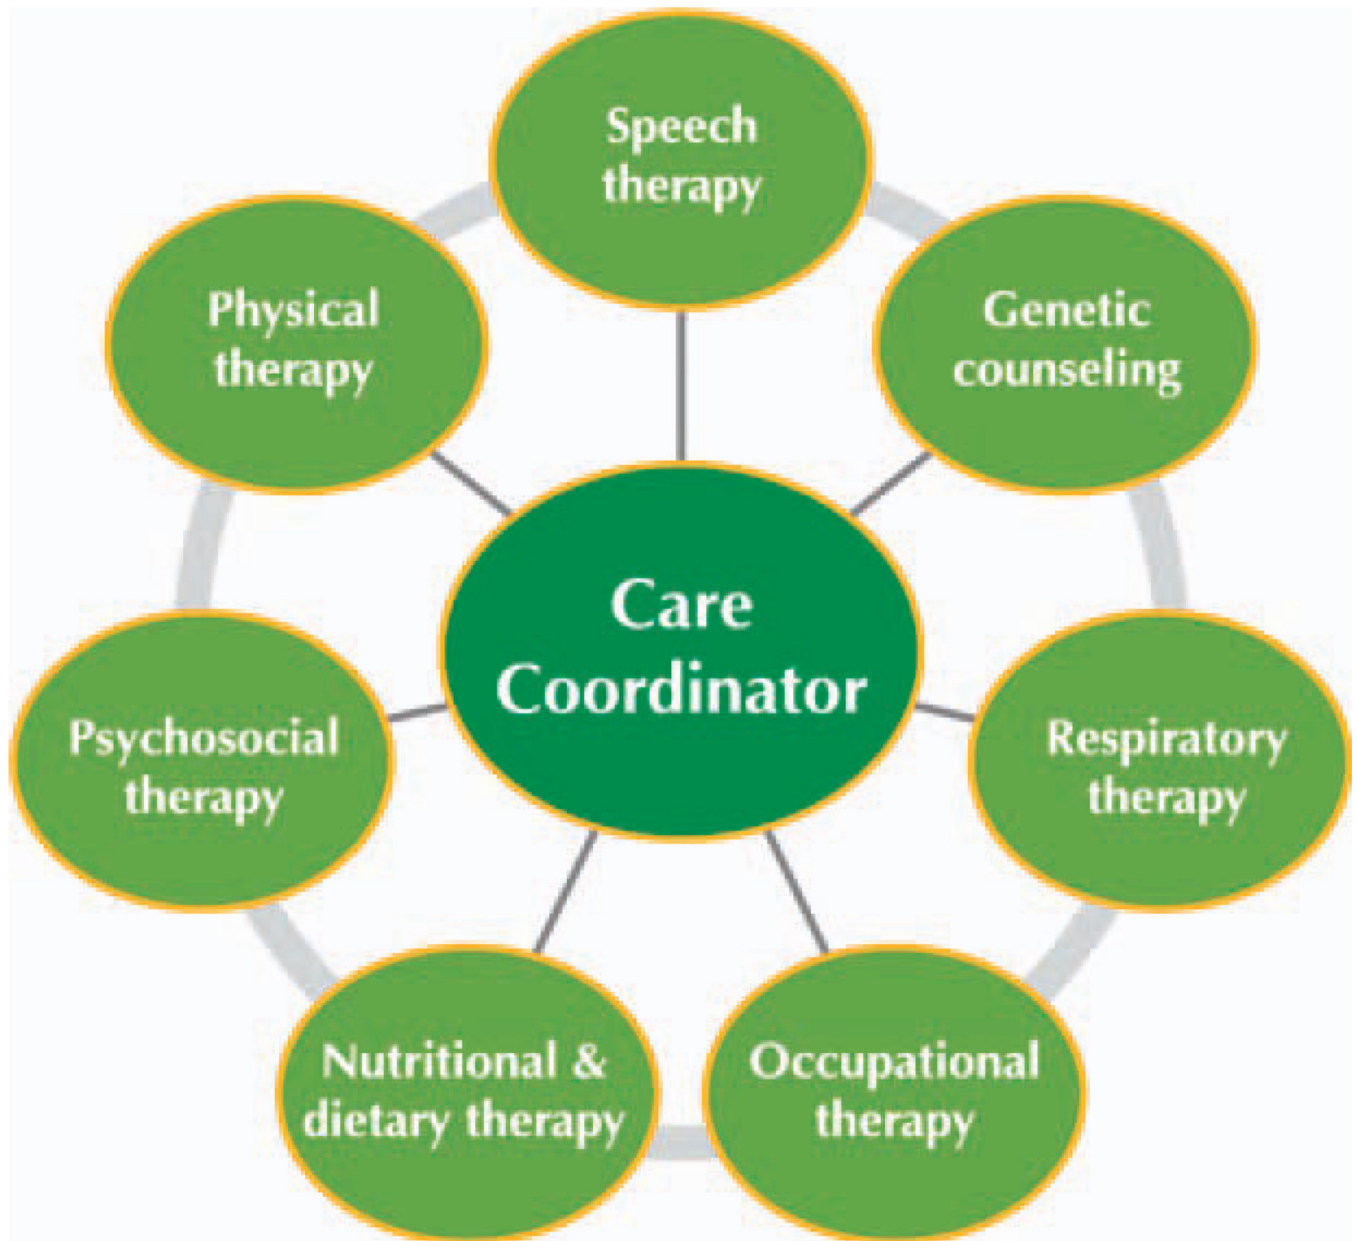 Speech
therapy
Genetic
counseling
Respiratory
therapy
Occupational
therapy
Nutritional &
dietary therapy
Psychosocial
therapy
Physical
therapy
Care
Coordinator